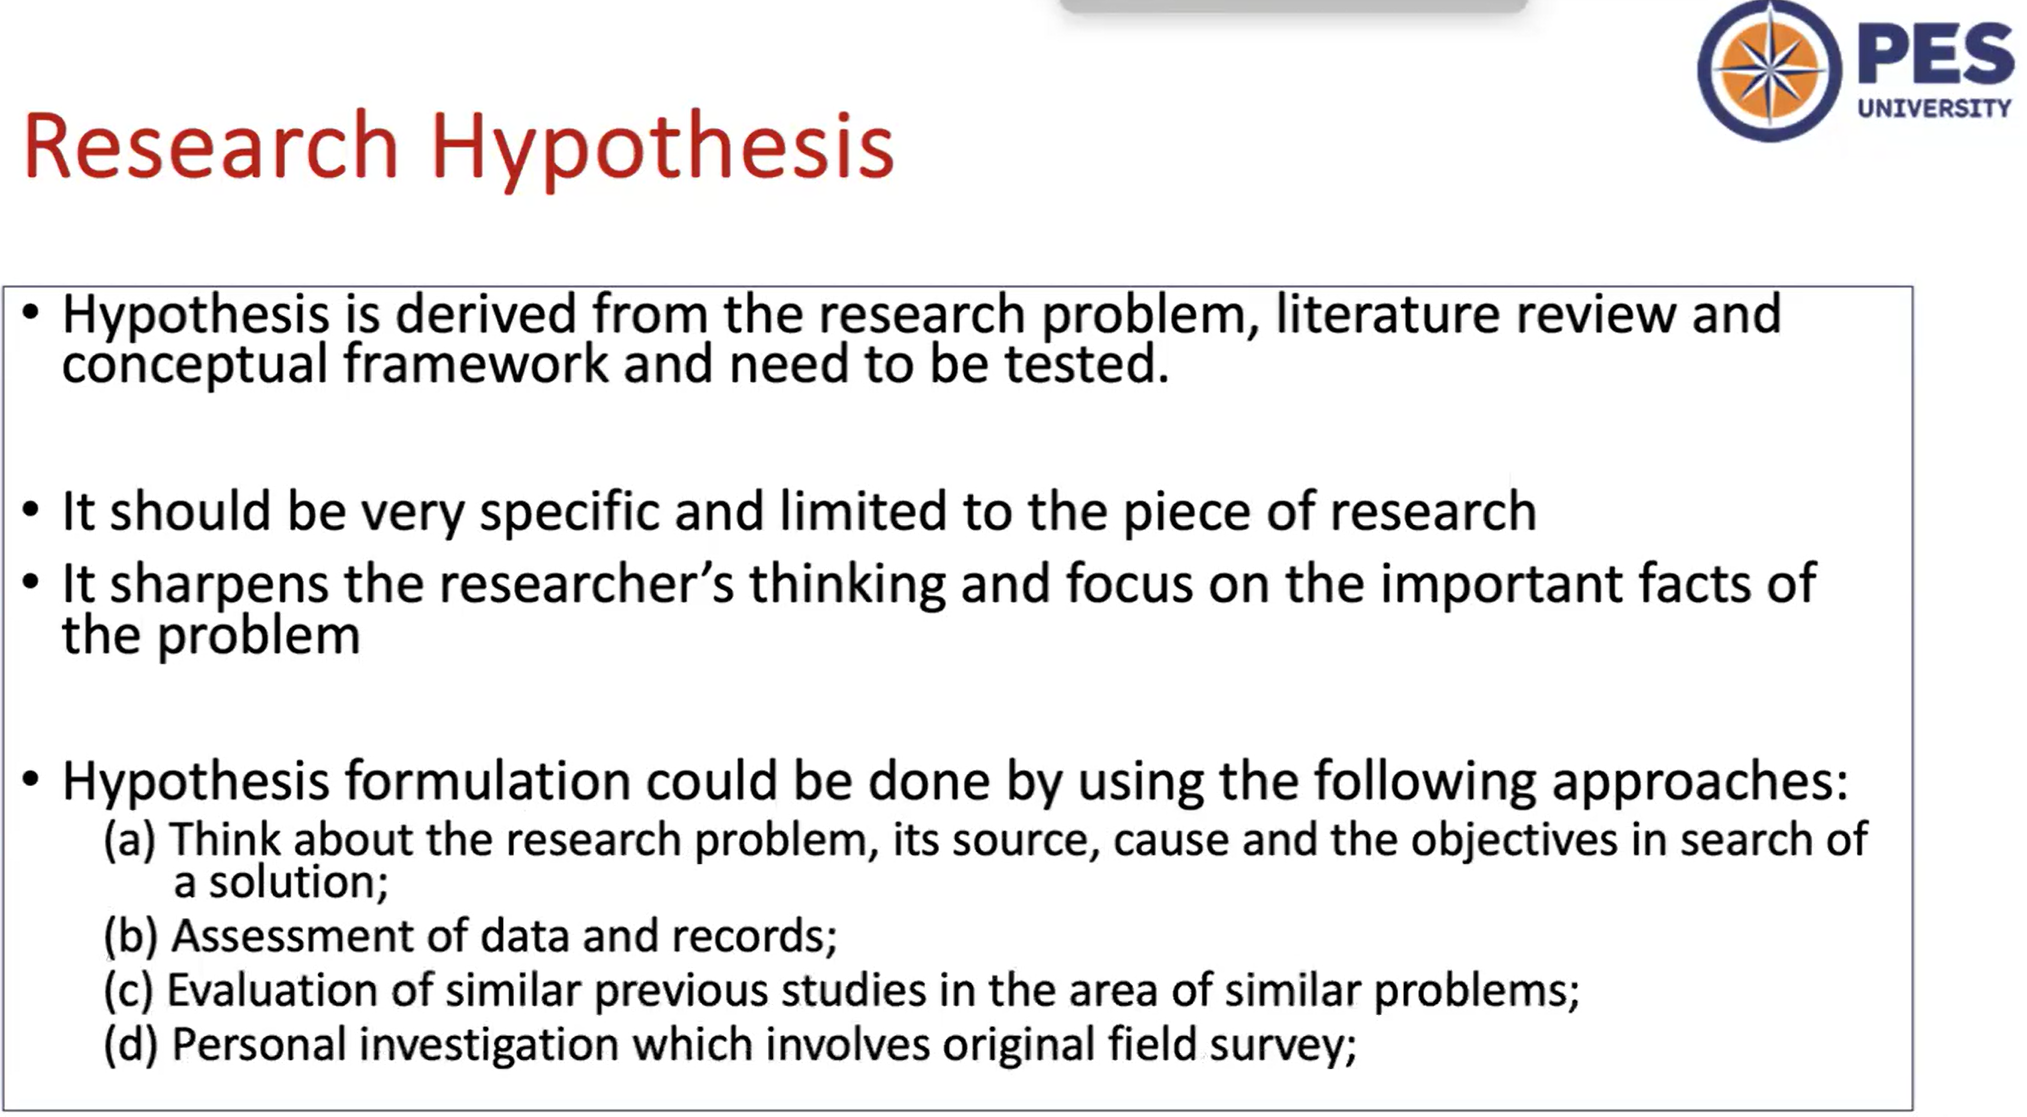 PES
UNIVERSITY
Research Hypothesis
• Hypothesis is derived from the research problem, literature review and
conceptual framework and need to be tested.
• It should be very specific and limited to the piece of research
• It sharpens the researcher’s thinking and focus on the important facts of
the problem
• Hypothesis formulation could be done by using the following approaches:
(a) Think about the research problem, its source, cause and the objectives in search of
a solution;
(b) Assessment of data and records;
(c) Evaluation of similar previous studies in the area of similar problems;
(d) Personal investigation which involves original field survey;